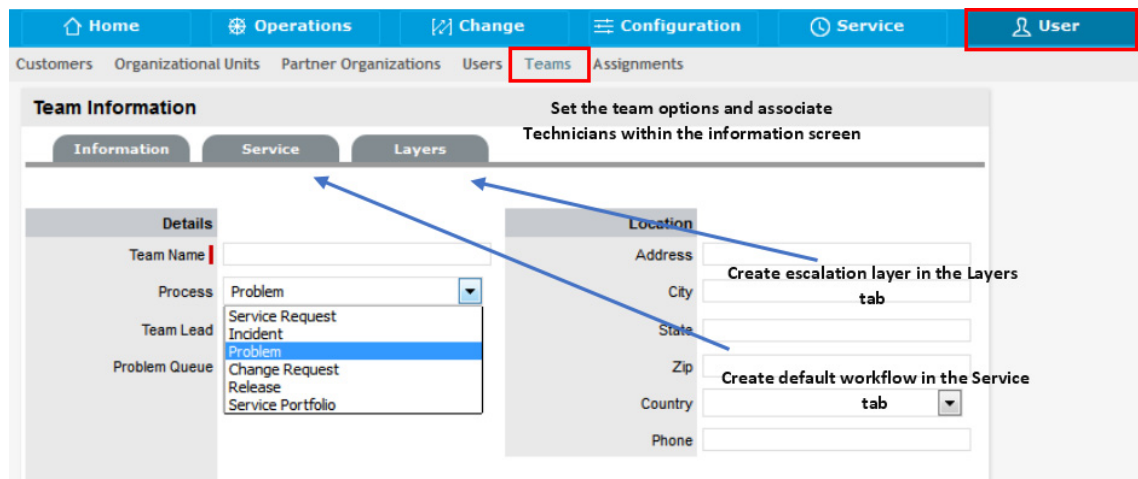 Home Operations Change Configuration Service User
Customers Organizational Units Partner Organizations Users Teams Assignments
Team Information
Set the team options and associate
Technicians within the information screen
Information Service Layers
Details
Team Name
Process Problem
Service Request
Incident
Problem
Change Request
Release
Service Portfolio
Team Lead
Problem Queue
Location
Address
City
State
Zip
Country
Phone
Create escalation layer in the Layers
tab
Create default workflow in the Service
tab